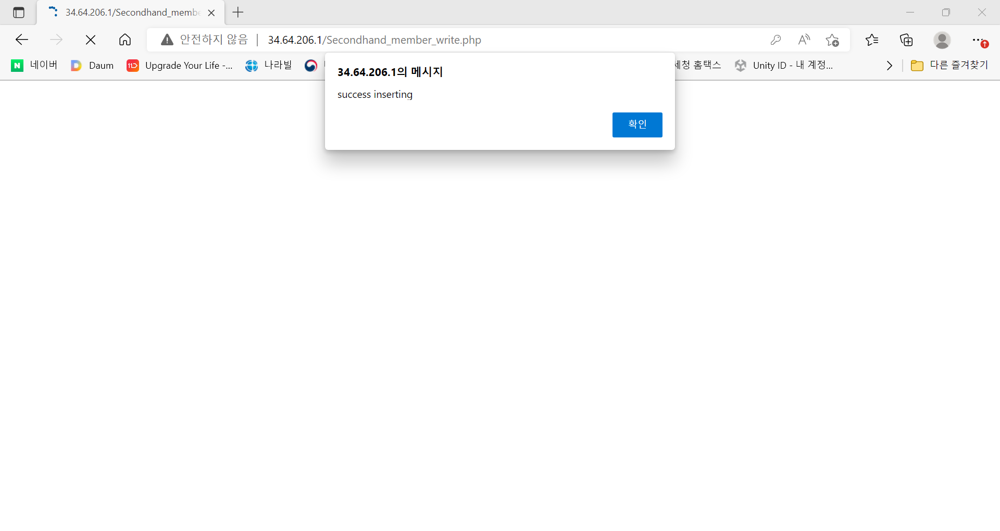 34.64.206.1/Secondhand_membe
안전하지 않음 | 34.64.206.1/Secondhand_member_write.php
네이버 Daum Upgrade Your Life -... 나라빌 세청 홈택스 Unity ID - 내 계정... 다른 즐겨찾기
34.64.206.1의 메시지
success inserting
확인